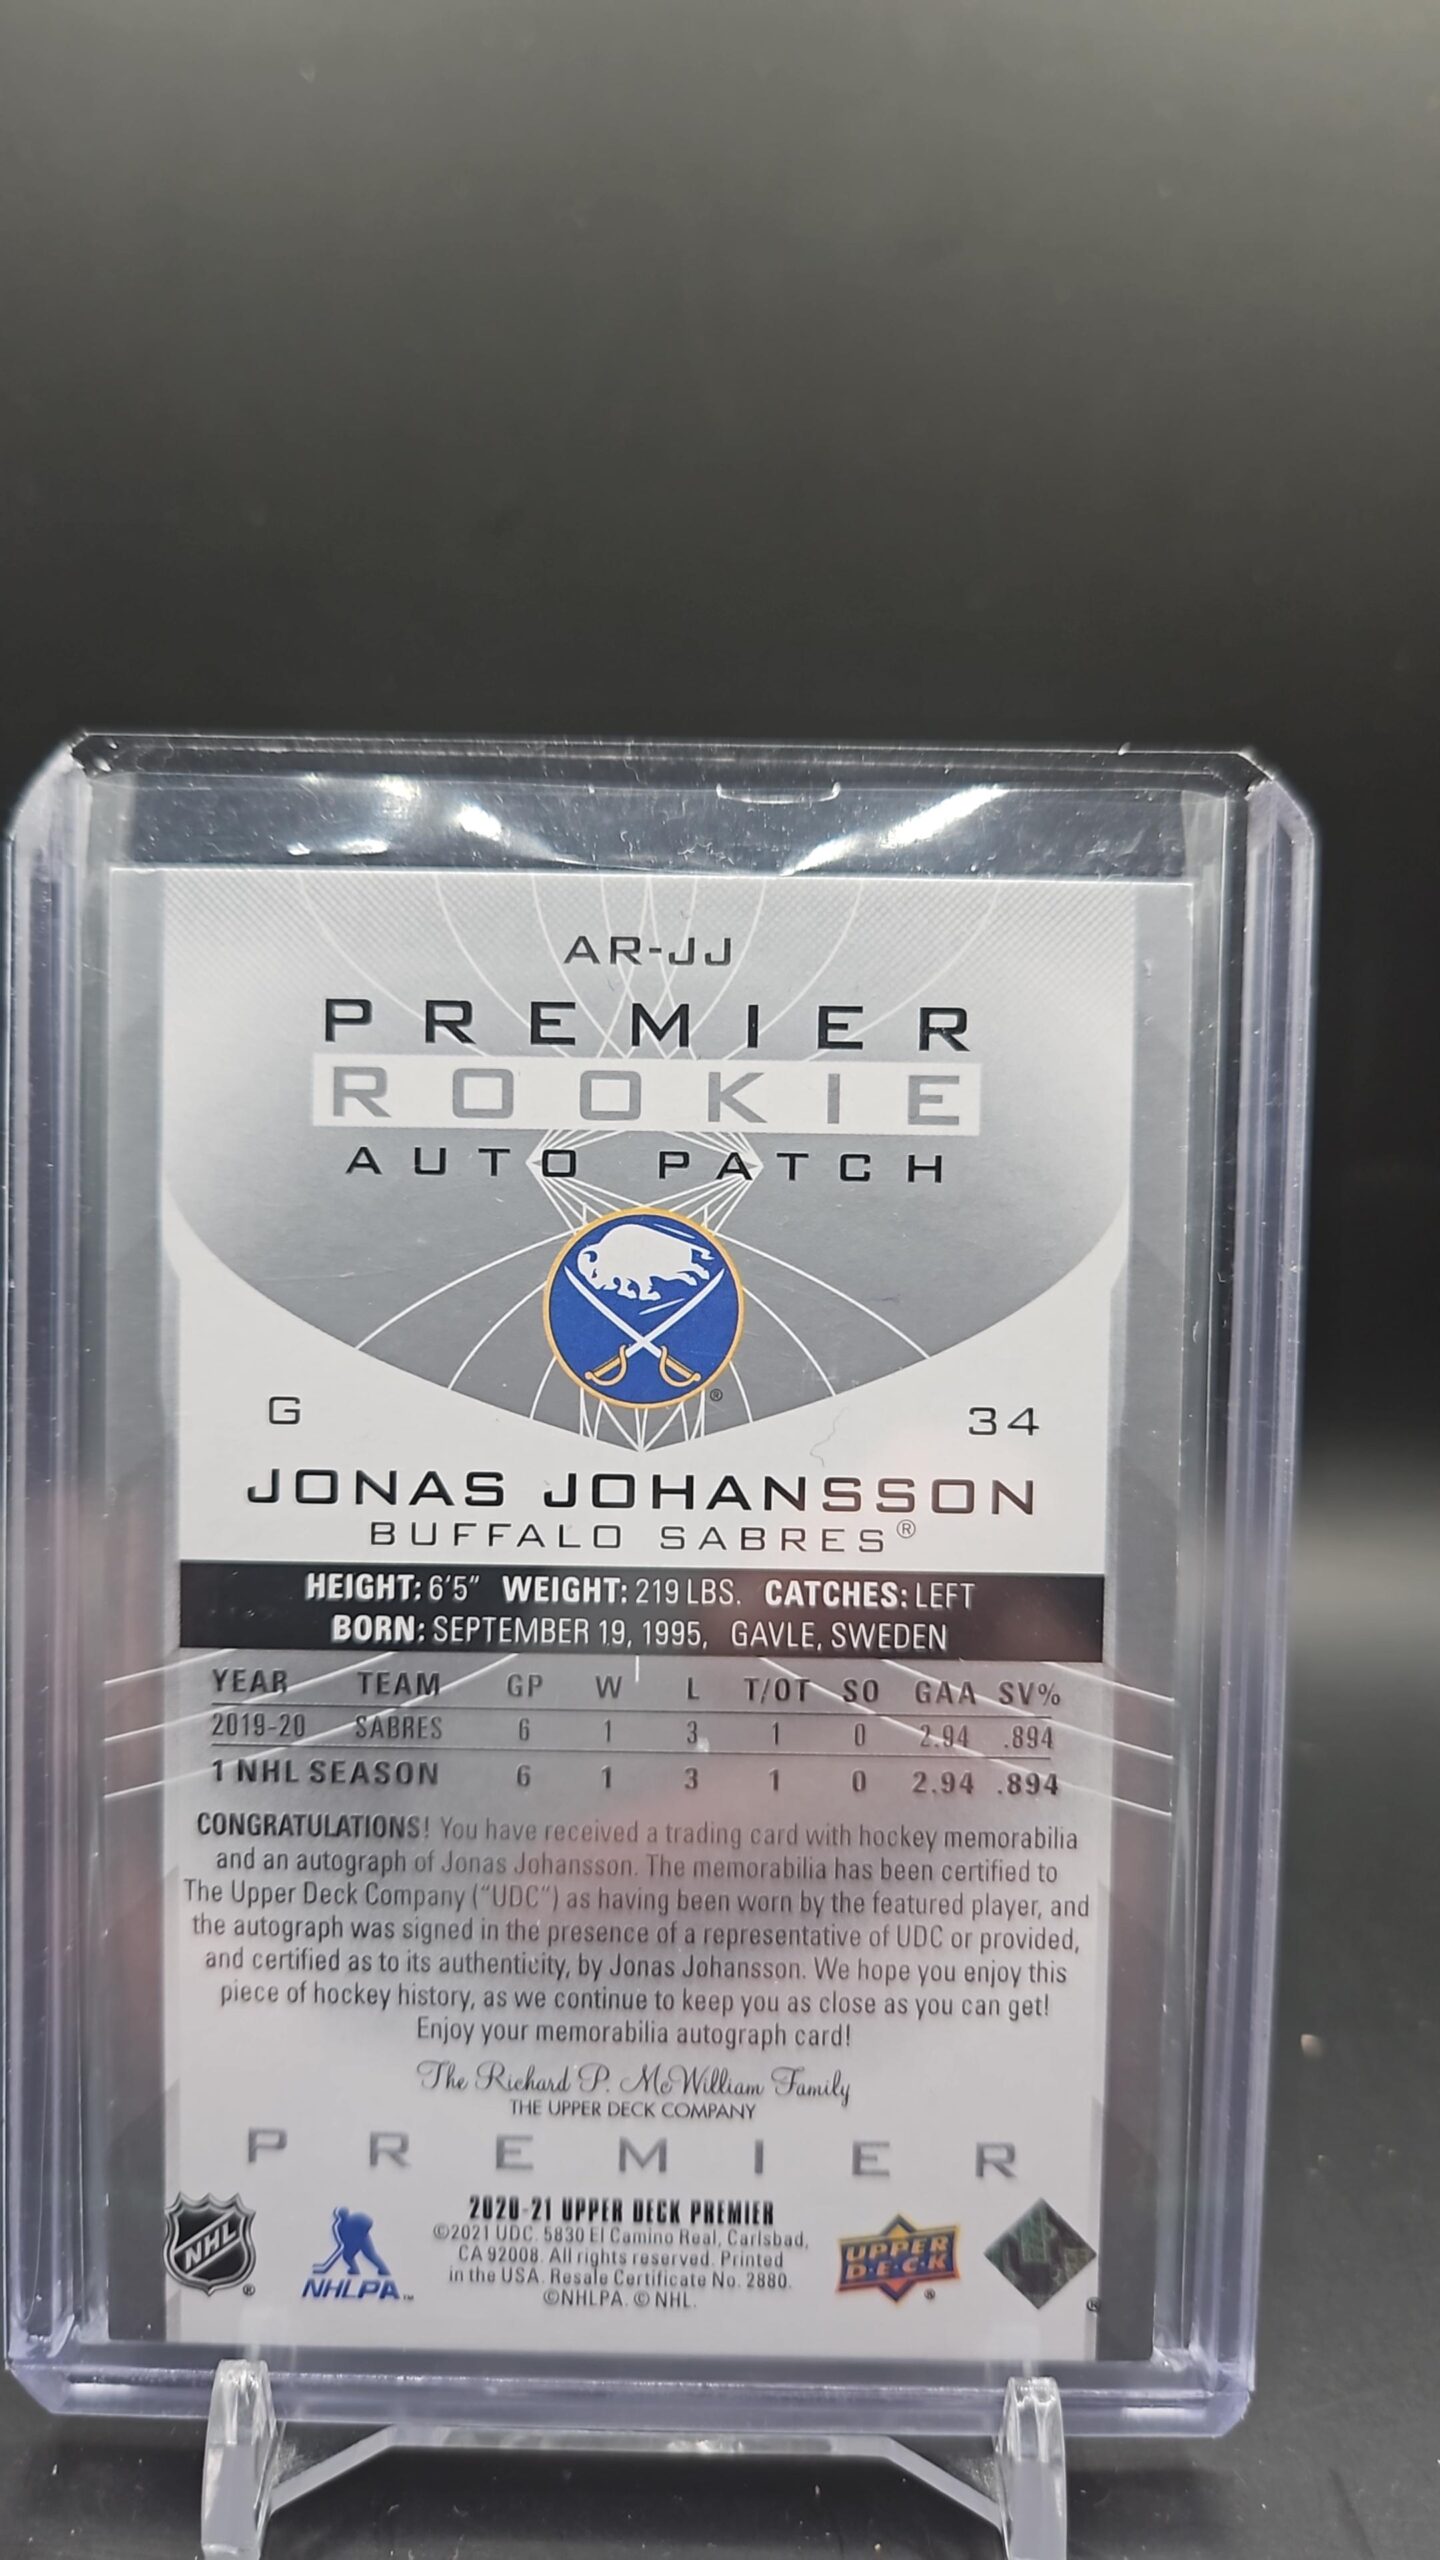 AR-JJ
PREMIER
ROOKIE
AUTO PATCH
®
G
34
JONAS JOHANSSON
BUFFALO SABRES®
HEIGHT: 6'5" WEIGHT: 219 LBS. CATCHES: LEFT
BORN: SEPTEMBER 19, 1995, GAVLE, SWEDEN
YEAR TEAM GP W L T/OT SO GAA SV%
2019-20 SABRES 6 1 3 1 0 2.94 .894
1 NHL SEASON 6 1 3 1 0 2.94 .894
CONGRATULATIONS! You have received a trading card with hockey memorabilia
and an autograph of Jonas Johansson. The memorabilia has been certified to
The Upper Deck Company ("UDC") as having been worn by the featured player, and
the autograph was signed in the presence of a representative of UDC or provided,
and certified as to its authenticity, by Jonas Johansson. We hope you enjoy this
piece of hockey history, as we continue to keep you as close as you can get!
Enjoy your memorabilia autograph card!
The Richard P. McWilliam Family
THE UPPER DECK COMPANY
PREMIER
2020-21 UPPER DECK PREMIER
©2021 UDC. 5830 El Camino Real, Carlsbad,
CA 92008. All rights reserved. Printed
in the USA. Resale Certificate No. 2880.
©NHLPA. © NHL.
NHL ®
NHLPA™
UPPER
D·E·C·K ®
®